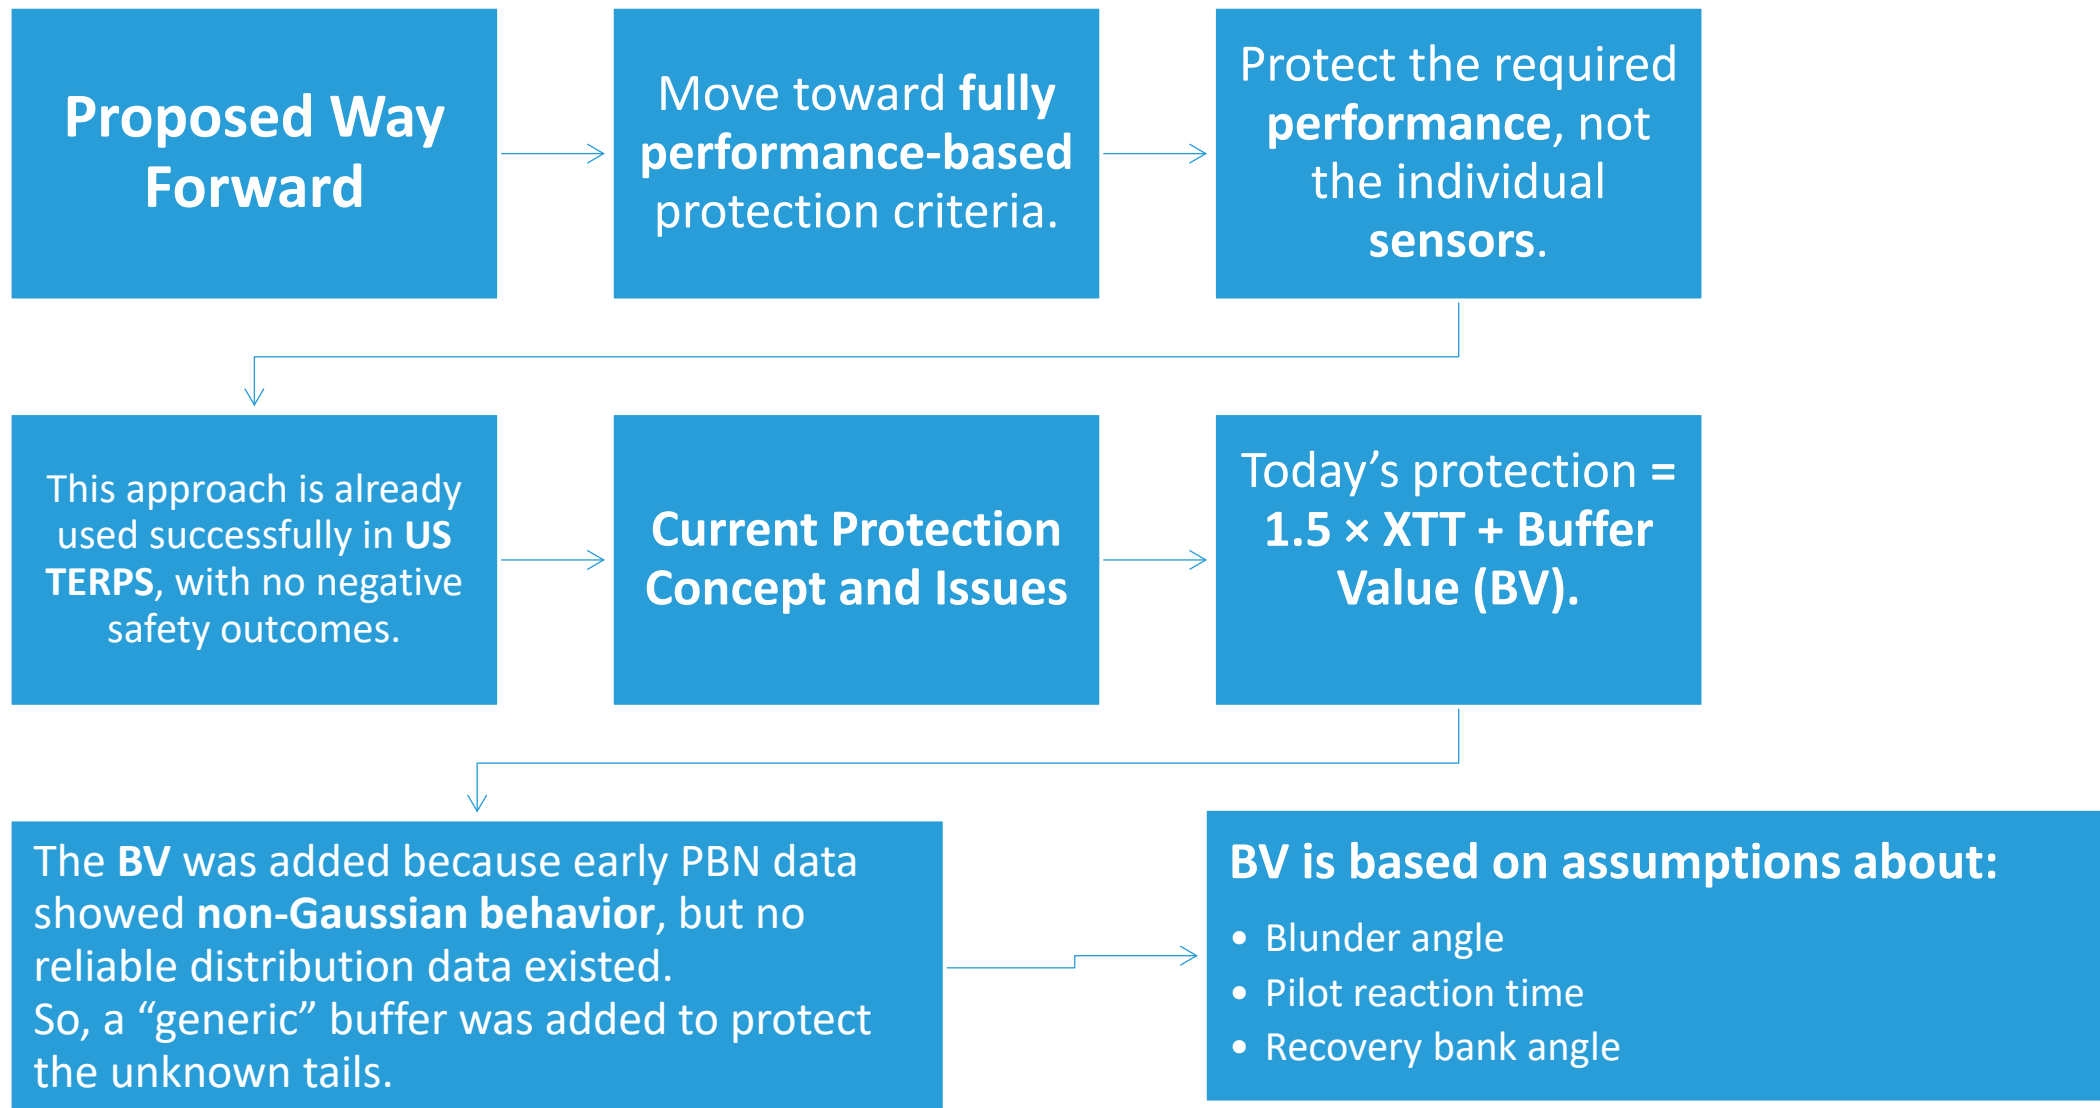 Proposed Way
Forward
Move toward fully
performance-based
protection criteria.
Protect the required
performance, not
the individual
sensors.
This approach is already
used successfully in US
TERPS, with no negative
safety outcomes.
Current Protection
Concept and Issues
Today’s protection =
1.5 × XTT + Buffer
Value (BV).
The BV was added because early PBN data
showed non-Gaussian behavior, but no
reliable distribution data existed.
So, a “generic” buffer was added to protect
the unknown tails.
BV is based on assumptions about:
• Blunder angle
• Pilot reaction time
• Recovery bank angle